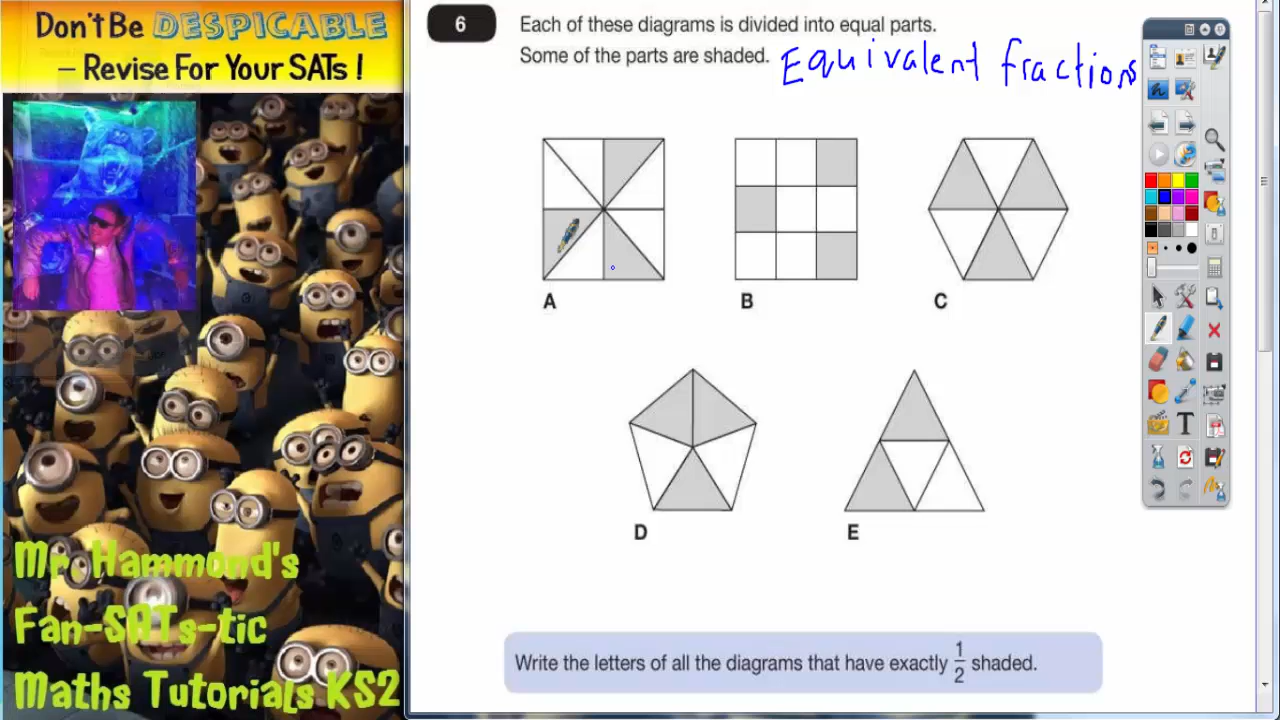 Don't Be DESPICABLE
– Revise For Your SATs !
6
Each of these diagrams is divided into equal parts.
Some of the parts are shaded.
Equivalent fractions
A
B
C
D
E
Mr. Hammond's
Fan-SATs-tic
Maths Tutorials KS2
Write the letters of all the diagrams that have exactly 1/2 shaded.